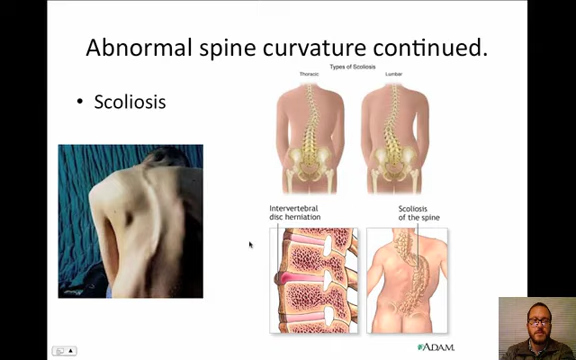 Abnormal spine curvature continued.
Types of Scoliosis
Thoracic
Lumbar
• Scoliosis
Intervertebral
disc herniation
Scoliosis
of the spine
ADAM